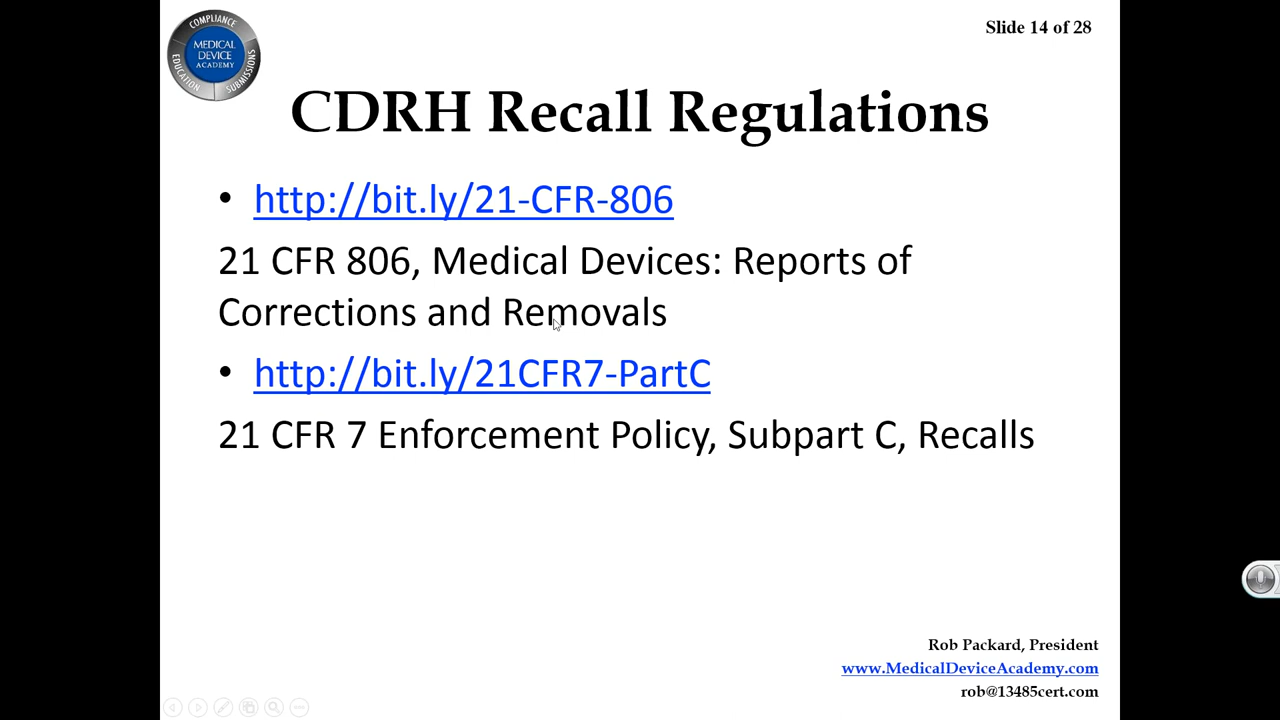 COMPLIANCE
EDUCATION
SUBMISSIONS
MEDICAL
DEVICE
ACADEMY
Slide 14 of 28
CDRH Recall Regulations
• http://bit.ly/21-CFR-806
21 CFR 806, Medical Devices: Reports of
Corrections and Removals
• http://bit.ly/21CFR7-PartC
21 CFR 7 Enforcement Policy, Subpart C, Recalls
Rob Packard, President
www.MedicalDeviceAcademy.com
rob@13485cert.com